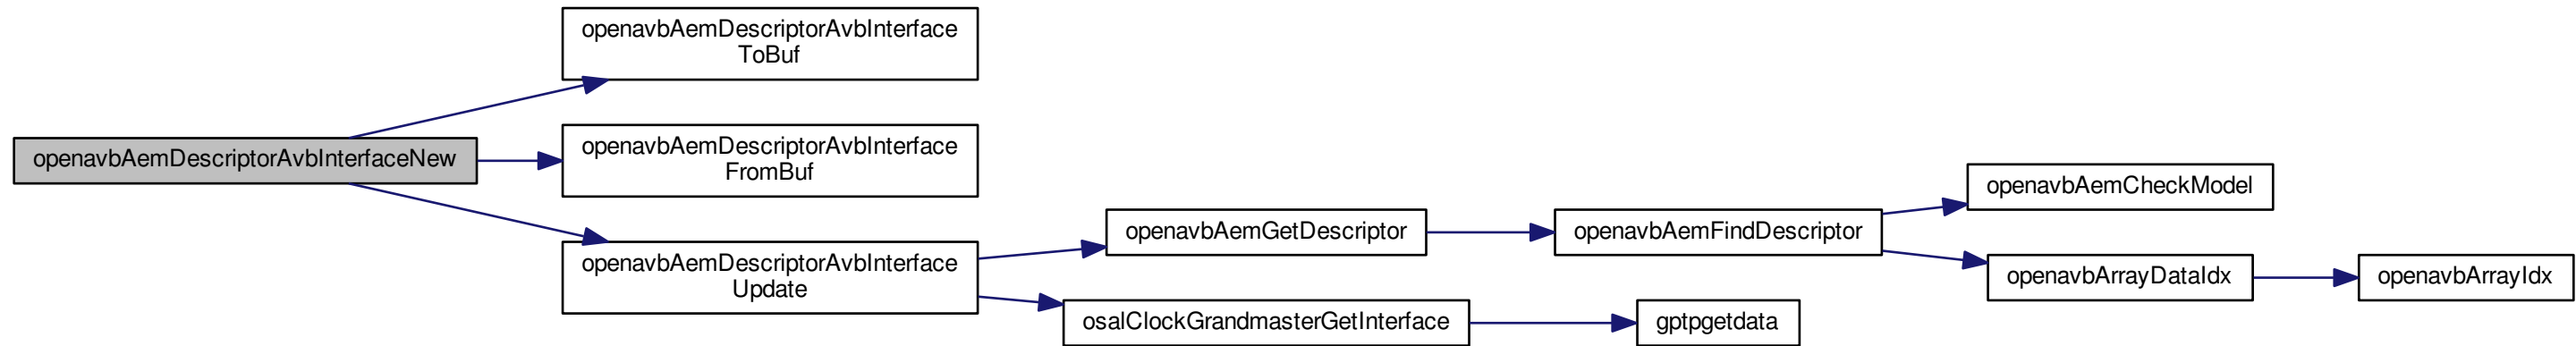 openavbAemDescriptorAvbInterfaceNew
openavbAemDescriptorAvbInterface
ToBuf
openavbAemDescriptorAvbInterface
FromBuf
openavbAemDescriptorAvbInterface
Update
openavbAemGetDescriptor
osalClockGrandmasterGetInterface
openavbAemFindDescriptor
gptpgetdata
openavbAemCheckModel
openavbArrayDataIdx
openavbArrayIdx